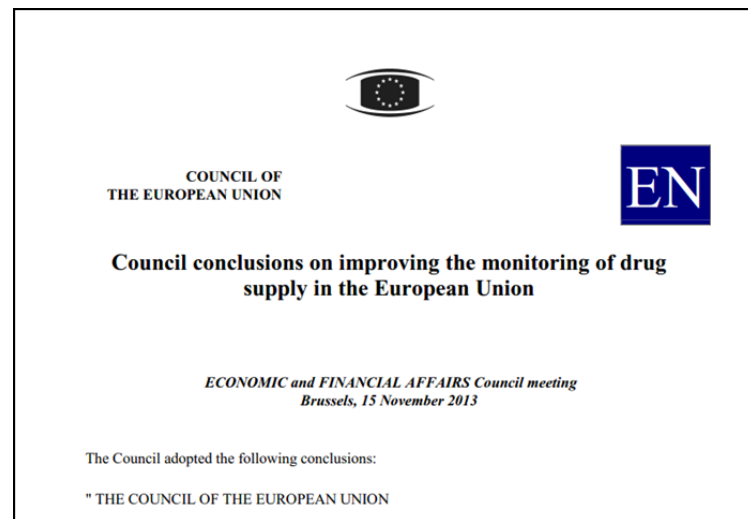 COUNCIL OF
THE EUROPEAN UNION
EN
Council conclusions on improving the monitoring of drug
supply in the European Union
ECONOMIC and FINANCIAL AFFAIRS Council meeting
Brussels, 15 November 2013
The Council adopted the following conclusions:
" THE COUNCIL OF THE EUROPEAN UNION